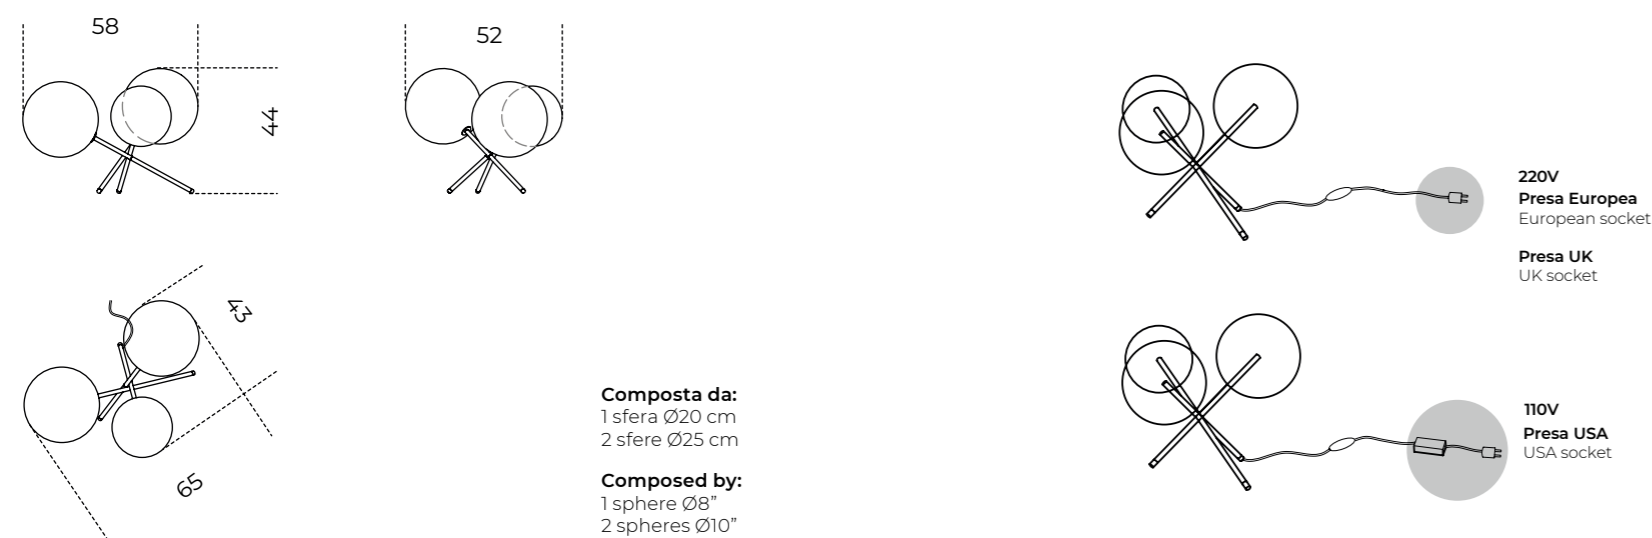 58
52
44
43
65
Composta da:
1 sfera Ø20 cm
2 sfere Ø25 cm
Composed by:
1 sphere Ø8”
2 spheres Ø10”
220V
Presa Europea
European socket
Presa UK
UK socket
110V
Presa USA
USA socket